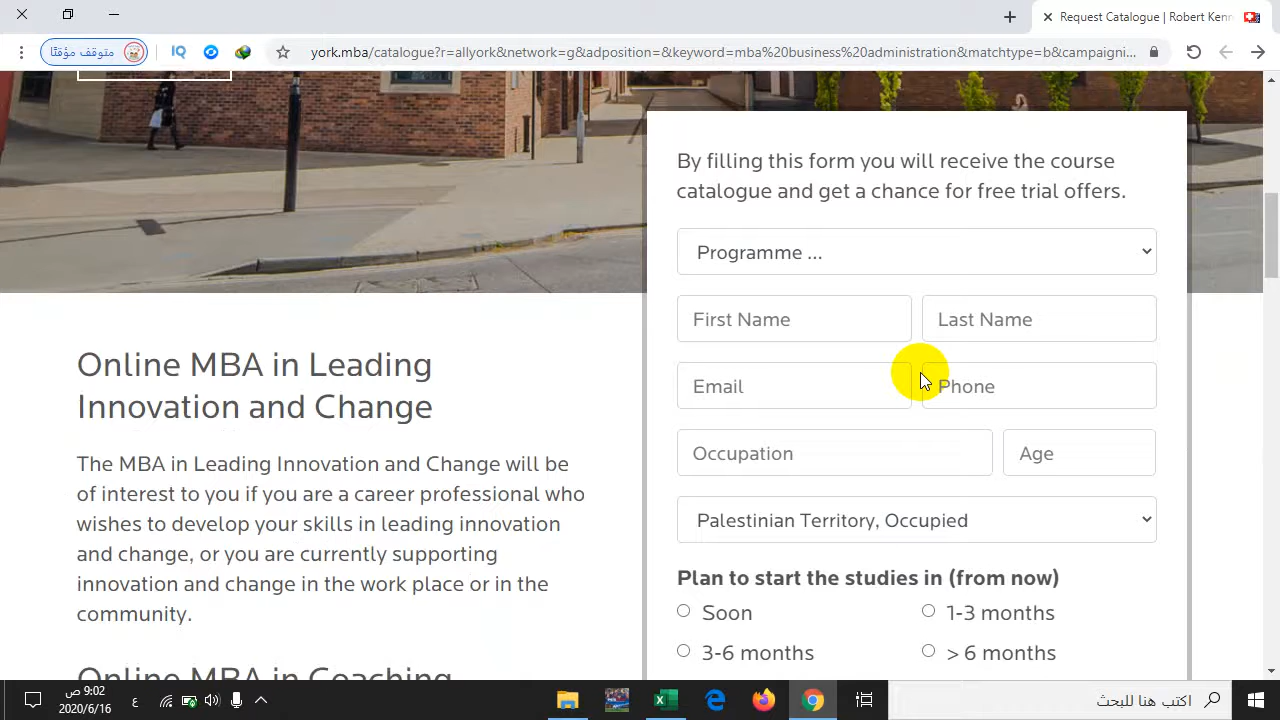 Request Catalogue | Robert Kenn
متوقف مؤقتًا
york.mba/catalogue?r=allyork&network=g&adposition=&keyword=mba%20business%20administration&matchtype=b&campaigni...
By filling this form you will receive the course
catalogue and get a chance for free trial offers.
Programme ...
First Name
Last Name
Email
Phone
Occupation
Age
Palestinian Territory, Occupied
Plan to start the studies in (from now)
Soon
1-3 months
3-6 months
> 6 months
Online MBA in Leading
Innovation and Change
The MBA in Leading Innovation and Change will be
of interest to you if you are a career professional who
wishes to develop your skills in leading innovation
and change, or you are currently supporting
innovation and change in the work place or in the
community.
Online MBA in Coaching
9:02 ص
2020/6/16
ع
اكتب هنا للبحث